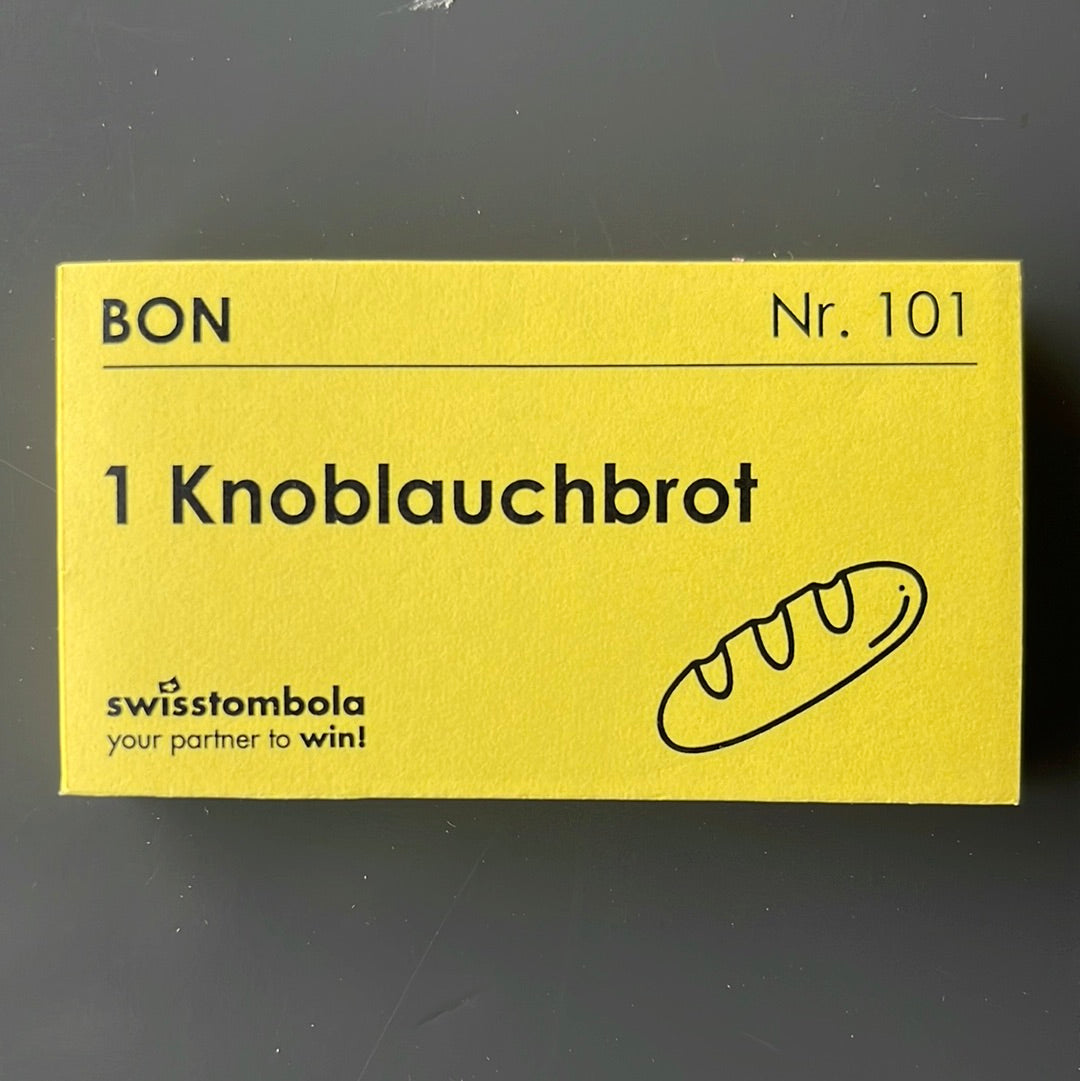 BON Nr. 101
1 Knoblauchbrot
swisstombola
your partner to win!